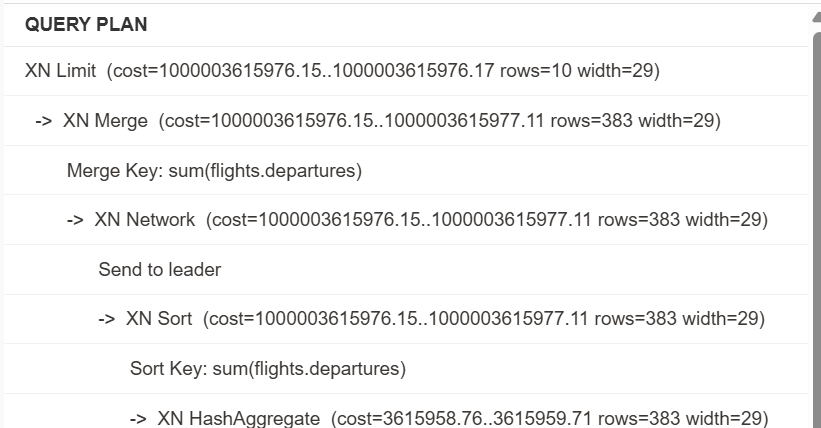 QUERY PLAN
XN Limit (cost=1000003615976.15..1000003615976.17 rows=10 width=29)
-> XN Merge (cost=1000003615976.15..1000003615977.11 rows=383 width=29)
Merge Key: sum(flights.departures)
-> XN Network (cost=1000003615976.15..1000003615977.11 rows=383 width=29)
Send to leader
-> XN Sort (cost=1000003615976.15..1000003615977.11 rows=383 width=29)
Sort Key: sum(flights.departures)
-> XN HashAggregate (cost=3615958.76..3615959.71 rows=383 width=29)